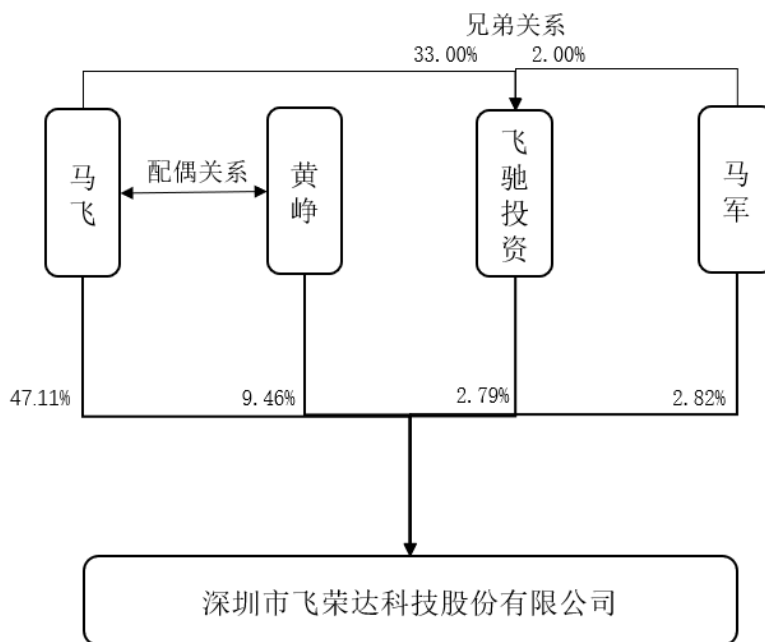 兄弟关系
33.00%
2.00%
马飞
配偶关系
黄峥
飞驰投资
马军
47.11%
9.46%
2.79%
2.82%
深圳市飞荣达科技股份有限公司